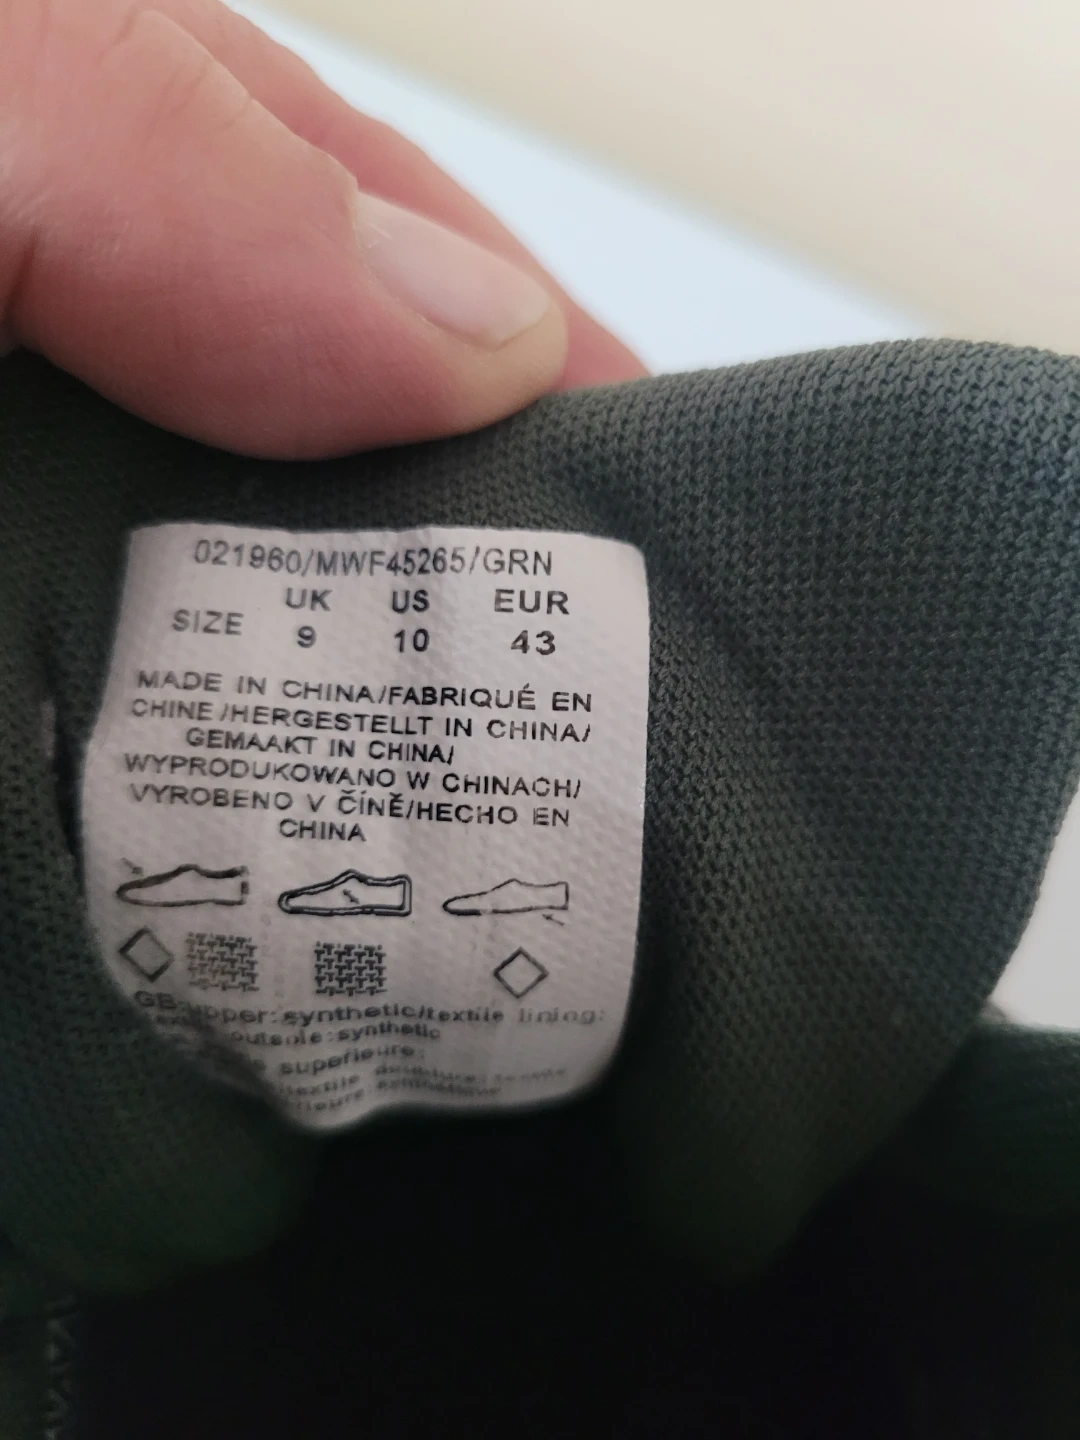 021960/MWF45265/GRN
UK US EUR
SIZE 9 10 43
MADE IN CHINA/FABRIQUÉ EN
CHINE/HERGESTELLT IN CHINA/
GEMAAKT IN CHINA/
WYPRODUKOWANO W CHINACH/
VYROBENO V ČÍNĚ/HECHO EN
CHINA
GB:upper:synthetic/textile lining:
outsole:synthetic
superieure:
textile